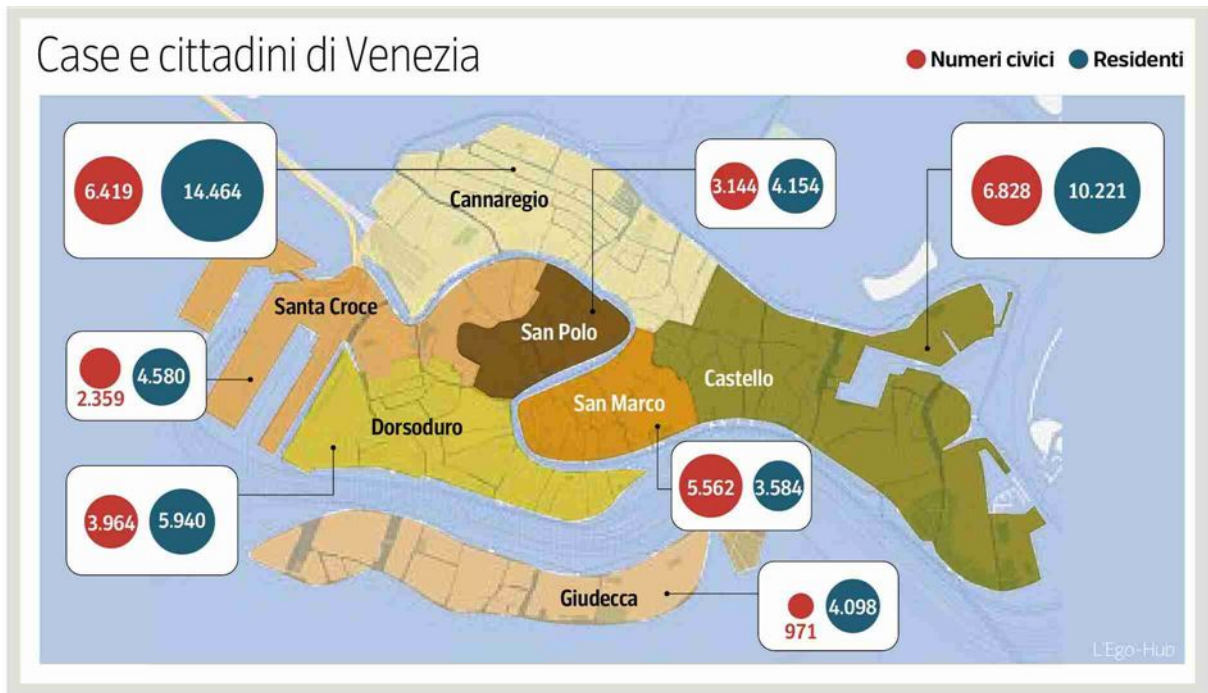 Case e cittadini di Venezia
Numeri civici
Residenti
6.419
14.464
3.144
4.154
6.828
10.221
Cannaregio
Santa Croce
San Polo
2.359
4.580
San Marco
Castello
Dorsoduro
5.562
3.584
3.964
5.940
Giudecca
971
4.098
L'Ego-Hub